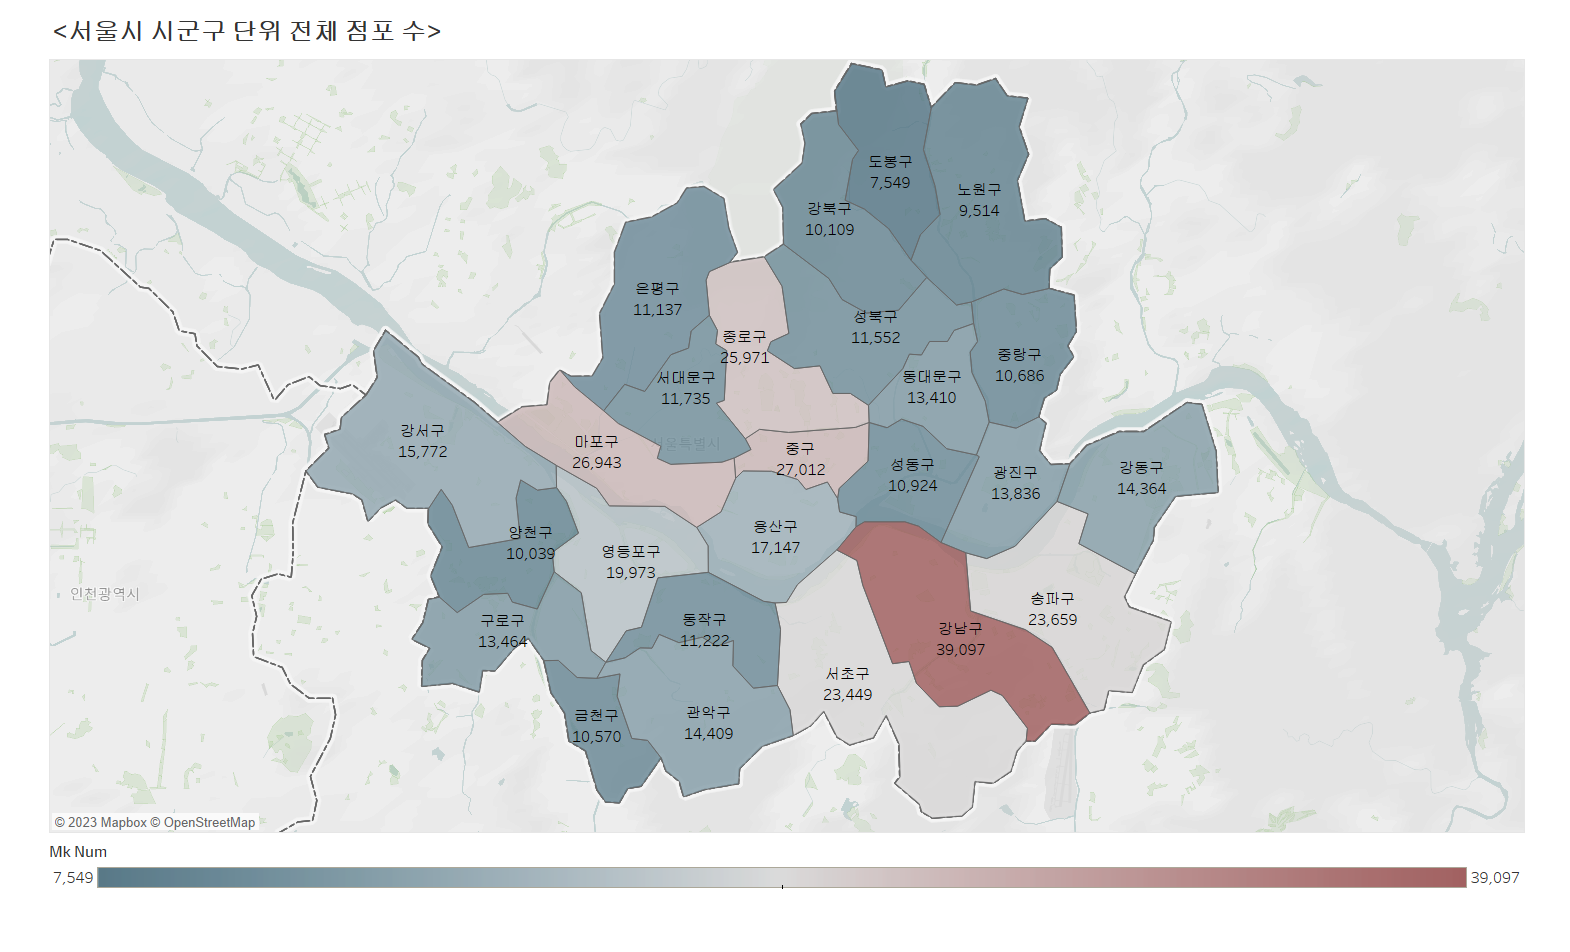 <서울시 시군구 단위 전체 점포 수>
도봉구
7,549
노원구
9,514
강북구
10,109
은평구
11,137
성북구
11,552
종로구
25,971
중랑구
10,686
서대문구
11,735
동대문구
13,410
강서구
15,772
마포구
26,943
서울특별시
중구
27,012
성동구
10,924
광진구
13,836
강동구
14,364
양천구
10,039
용산구
17,147
영등포구
19,973
인천광역시
송파구
23,659
구로구
13,464
동작구
11,222
강남구
39,097
서초구
23,449
금천구
10,570
관악구
14,409
© 2023 Mapbox © OpenStreetMap
Mk Num
7,549
39,097